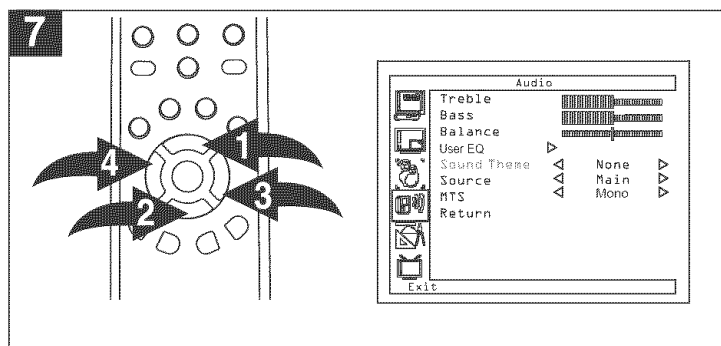 7
1
4
3
2
Audio
Treble
Bass
Balance
User EQ
Sound Theme None
Source Main
MTS Mono
Return
Exit